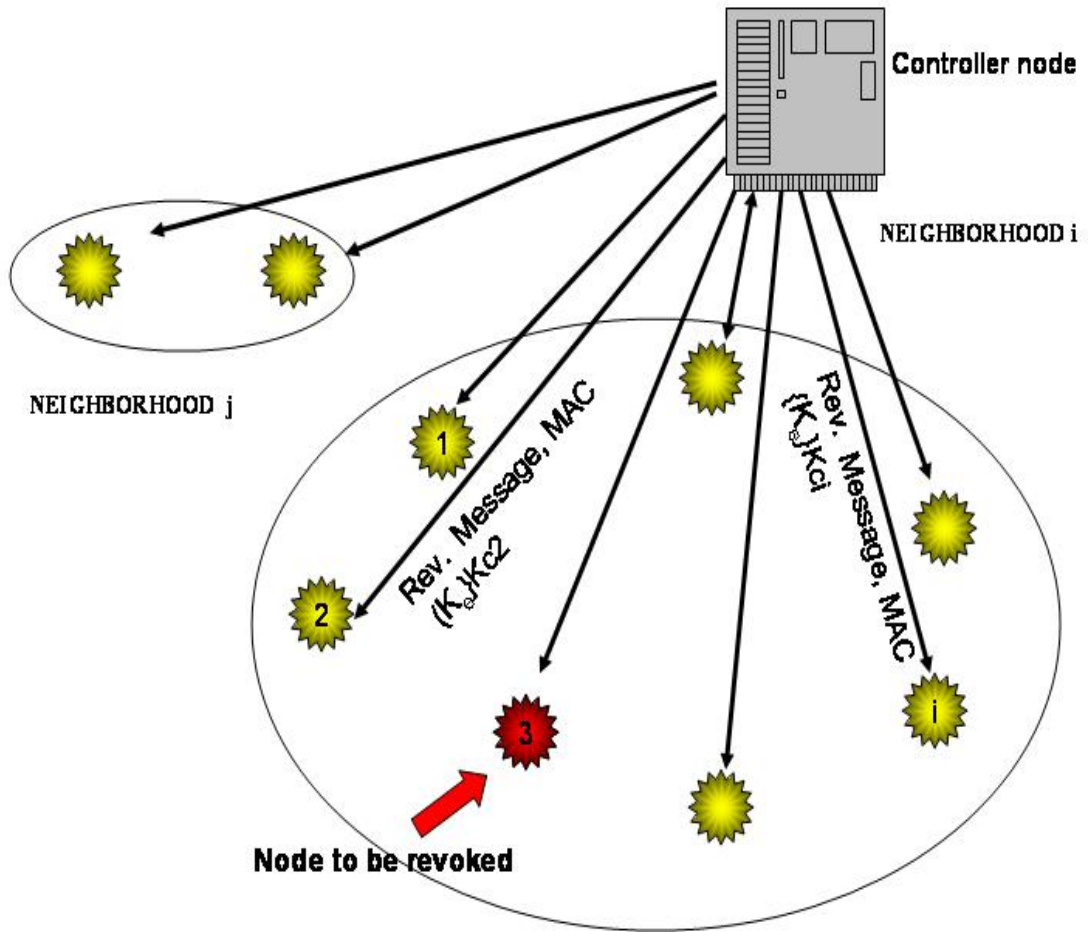 Controller node
NEIGHBORHOOD i
NEIGHBORHOOD j
1
Rev. Message, MAC
{Ke}Kc2
Rev. Message, MAC
{Ke}Kci
2
3
i
Node to be revoked